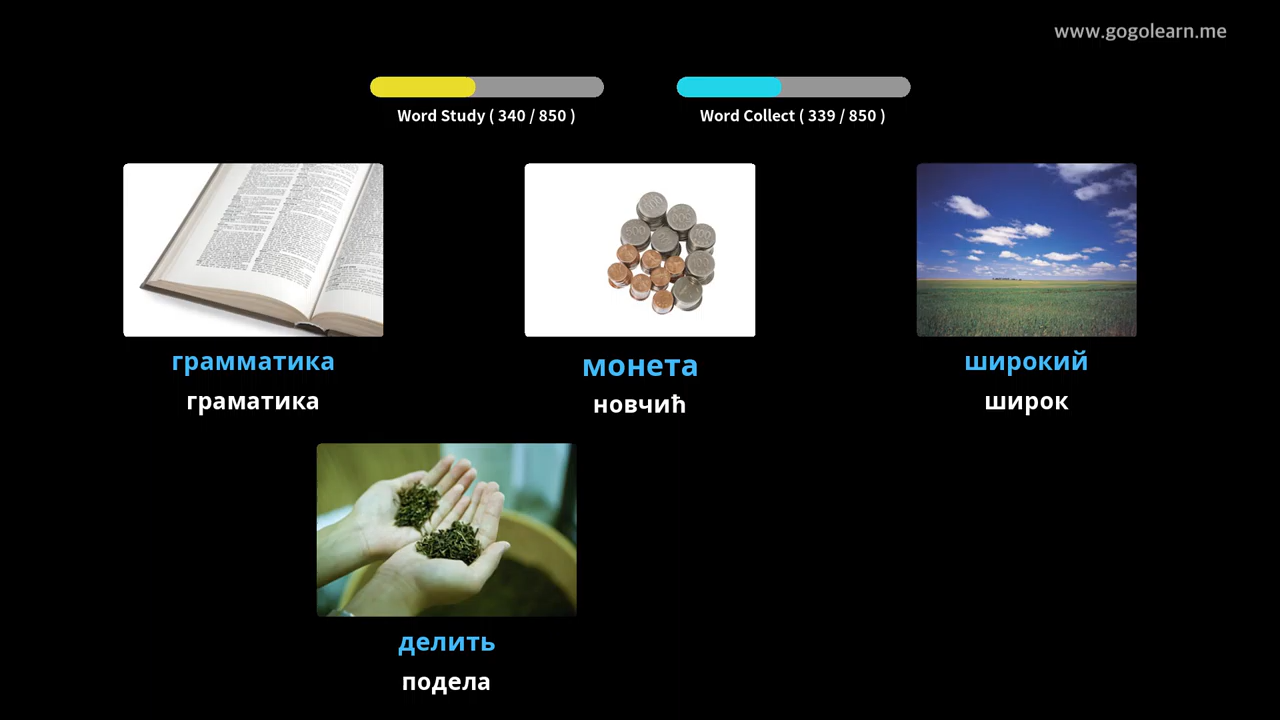 www.gogolearn.me
Word Study ( 340 / 850 )
Word Collect ( 339 / 850 )
грамматика
граматика
монета
новчић
широкий
широк
делить
подела